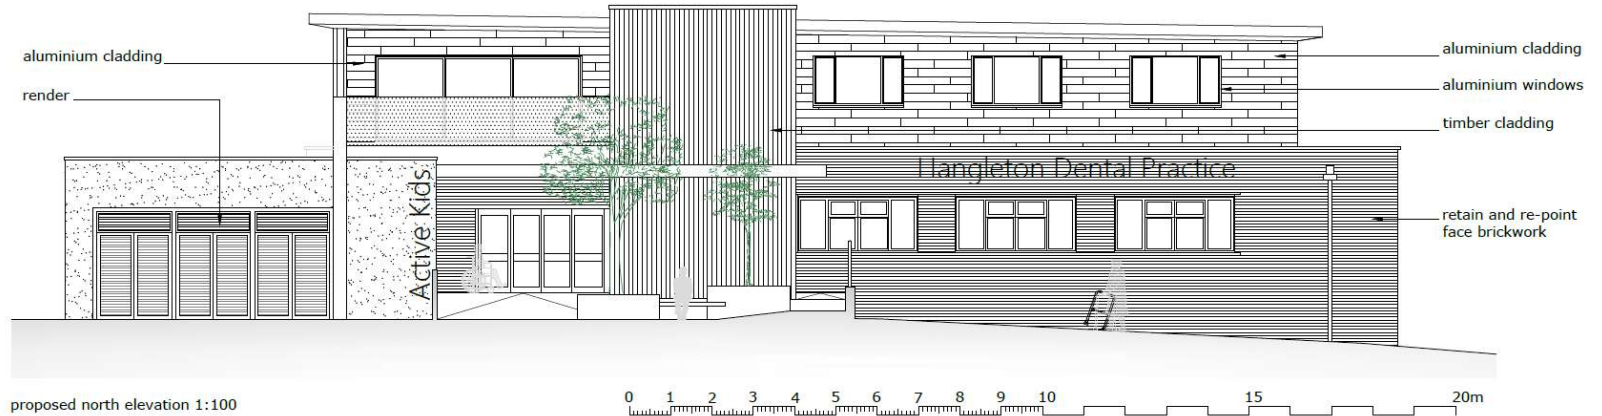 aluminium cladding
render
Active Kids
Hangleton Dental Practice
aluminium cladding
aluminium windows
timber cladding
retain and re-point
face brickwork
proposed north elevation 1:100
0 1 2 3 4 5 6 7 8 9 10 15 20m